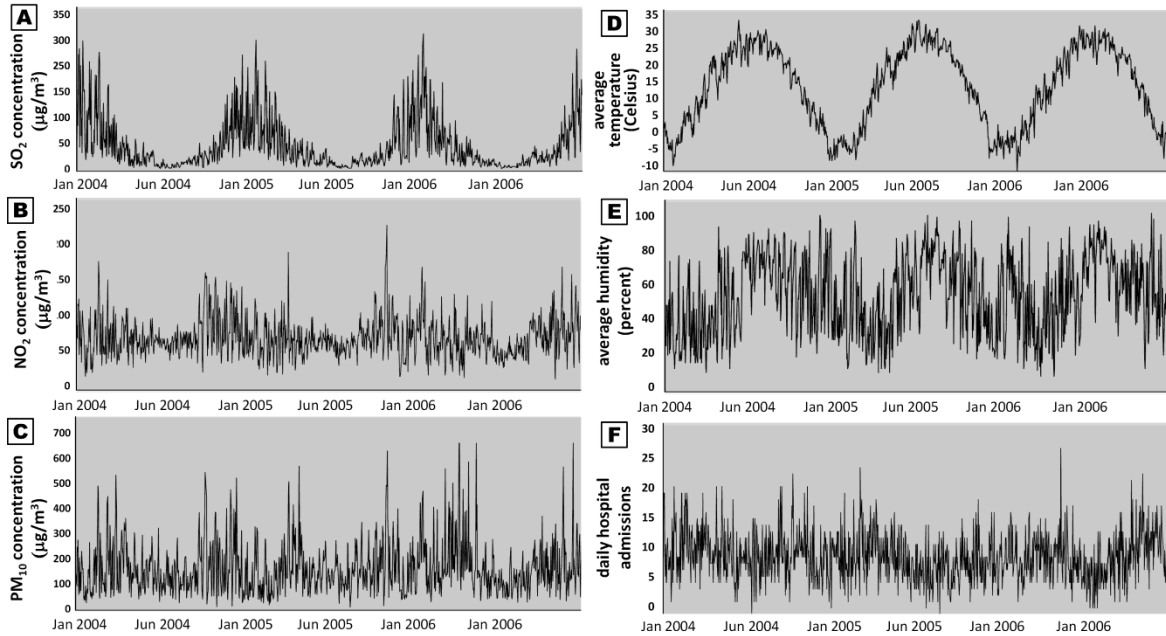 A
SO2 concentration
(µg/m³)
350
300
250
200
150
100
50
0
Jan 2004
Jun 2004
Jan 2005
Jun 2005
Jan 2006
Jan 2006
B
NO2 concentration
(µg/m³)
250
00
50
00
50
0
Jan 2004
Jun 2004
Jan 2005
Jun 2005
Jan 2006
Jan 2006
C
PM10 concentration
(µg/m³)
700
600
500
400
300
200
100
0
Jan 2004
Jun 2004
Jan 2005
Jun 2005
Jan 2006
Jan 2006
D
average
temperature
(Celsius)
35
30
25
20
15
10
5
0
-5
-10
Jan 2004
Jun 2004
Jan 2005
Jun 2005
Jan 2006
Jan 2006
E
average humidity
(percent)
100
80
60
40
20
0
Jan 2004
Jun 2004
Jan 2005
Jun 2005
Jan 2006
Jan 2006
F
daily hospital
admissions
30
25
20
15
10
5
0
Jan 2004
Jun 2004
Jan 2005
Jun 2005
Jan 2006
Jan 2006